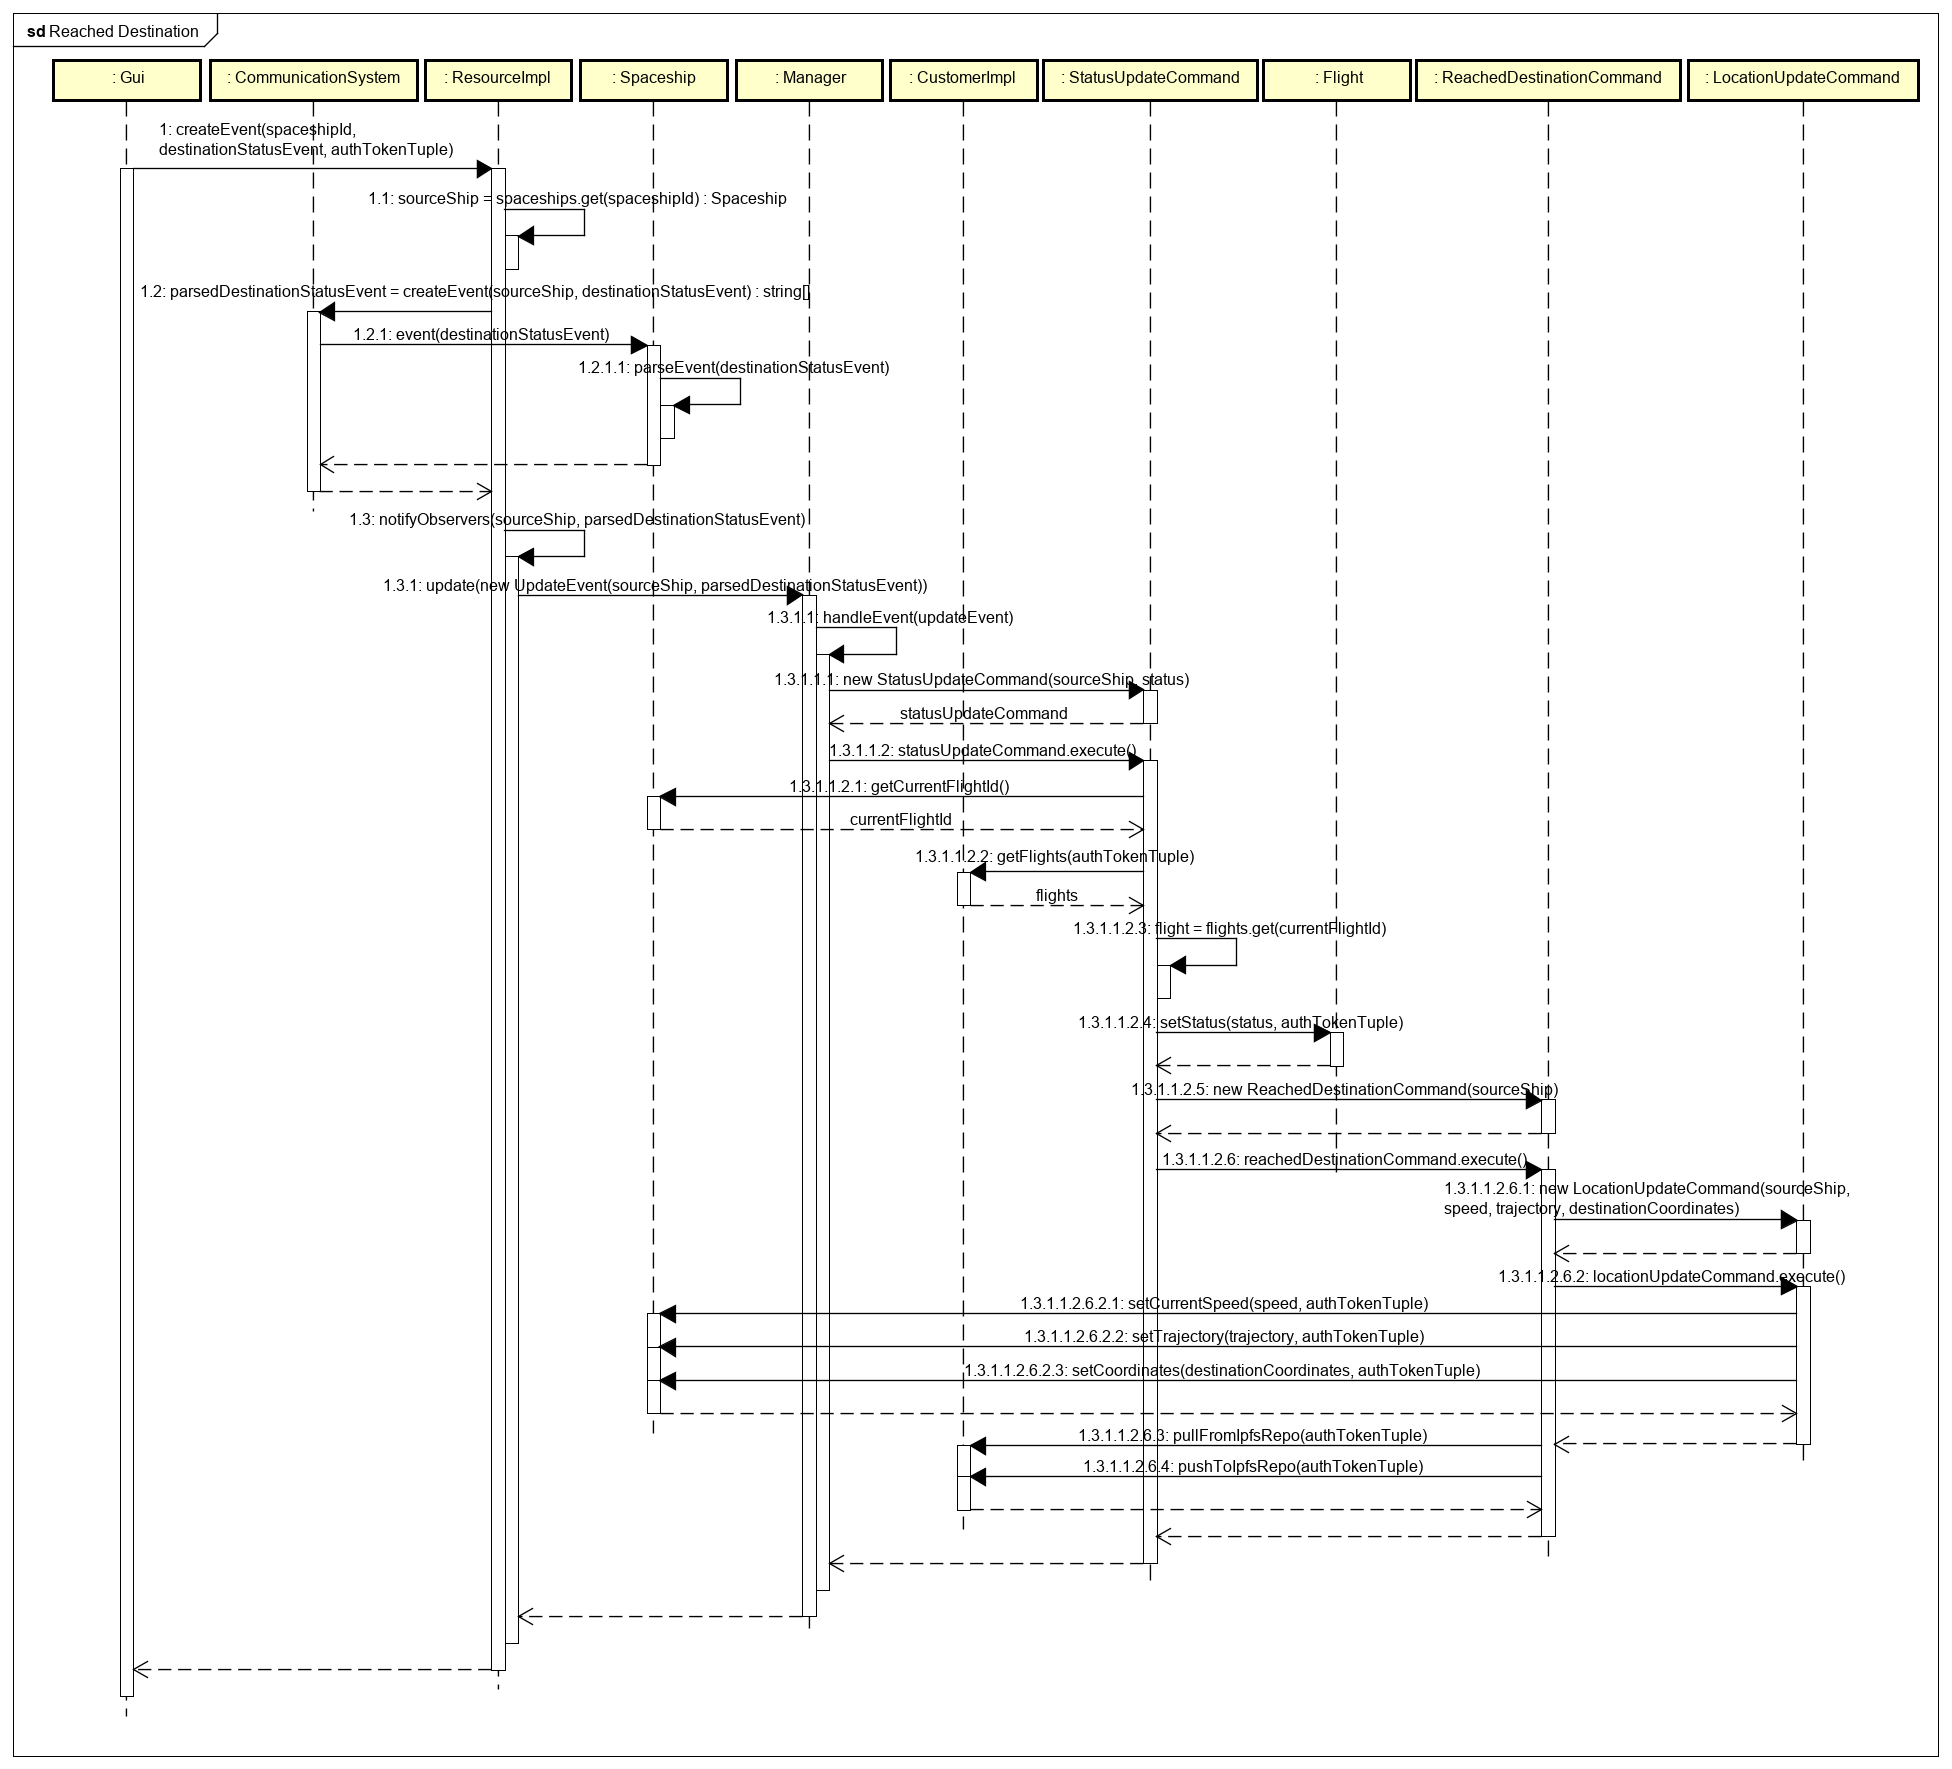 sd Reached Destination
: Gui
: CommunicationSystem
: ResourceImpl
: Spaceship
: Manager
: CustomerImpl
: StatusUpdateCommand
: Flight
: ReachedDestinationCommand
: LocationUpdateCommand
1: createEvent(spaceshipId,
destinationStatusEvent, authTokenTuple)
1.1: sourceShip = spaceships.get(spaceshipId) : Spaceship
1.2: parsedDestinationStatusEvent = createEvent(sourceShip, destinationStatusEvent) : string[]
1.2.1: event(destinationStatusEvent)
1.2.1.1: parseEvent(destinationStatusEvent)
1.3: notifyObservers(sourceShip, parsedDestinationStatusEvent)
1.3.1: update(new UpdateEvent(sourceShip, parsedDestinationStatusEvent))
1.3.1.1: handleEvent(updateEvent)
1.3.1.1.1: new StatusUpdateCommand(sourceShip, status)
statusUpdateCommand
1.3.1.1.2: statusUpdateCommand.execute()
1.3.1.1.2.1: getCurrentFlightId()
currentFlightId
1.3.1.1.2.2: getFlights(authTokenTuple)
flights
1.3.1.1.2.3: flight = flights.get(currentFlightId)
1.3.1.1.2.4: setStatus(status, authTokenTuple)
1.3.1.1.2.5: new ReachedDestinationCommand(sourceShip)
1.3.1.1.2.6: reachedDestinationCommand.execute()
1.3.1.1.2.6.1: new LocationUpdateCommand(sourceShip,
speed, trajectory, destinationCoordinates)
1.3.1.1.2.6.2: locationUpdateCommand.execute()
1.3.1.1.2.6.2.1: setCurrentSpeed(speed, authTokenTuple)
1.3.1.1.2.6.2.2: setTrajectory(trajectory, authTokenTuple)
1.3.1.1.2.6.2.3: setCoordinates(destinationCoordinates, authTokenTuple)
1.3.1.1.2.6.3: pullFromIpfsRepo(authTokenTuple)
1.3.1.1.2.6.4: pushToIpfsRepo(authTokenTuple)